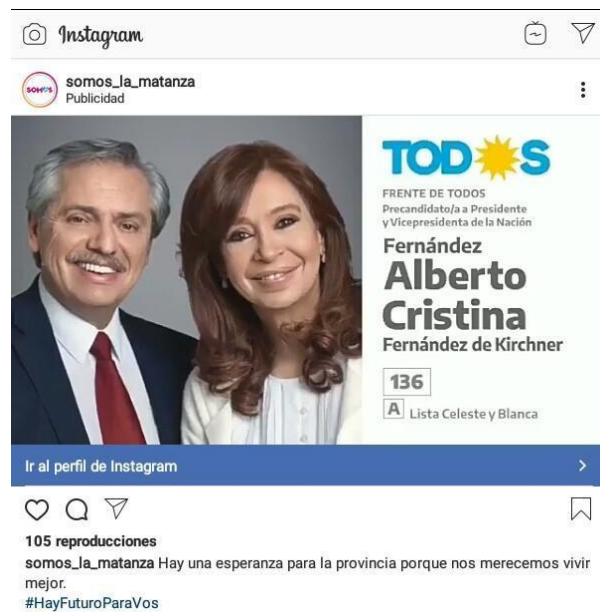 Instagram
SOMOS
somos_la_matanza
Publicidad
TODOS
FRENTE DE TODOS
Precandidato/a a Presidente
y Vicepresidenta de la Nación
Fernández
Alberto
Cristina
Fernández de Kirchner
136
A Lista Celeste y Blanca
Ir al perfil de Instagram
105 reproducciones
somos_la_matanza Hay una esperanza para la provincia porque nos merecemos vivir
mejor.
#HayFuturoParaVos